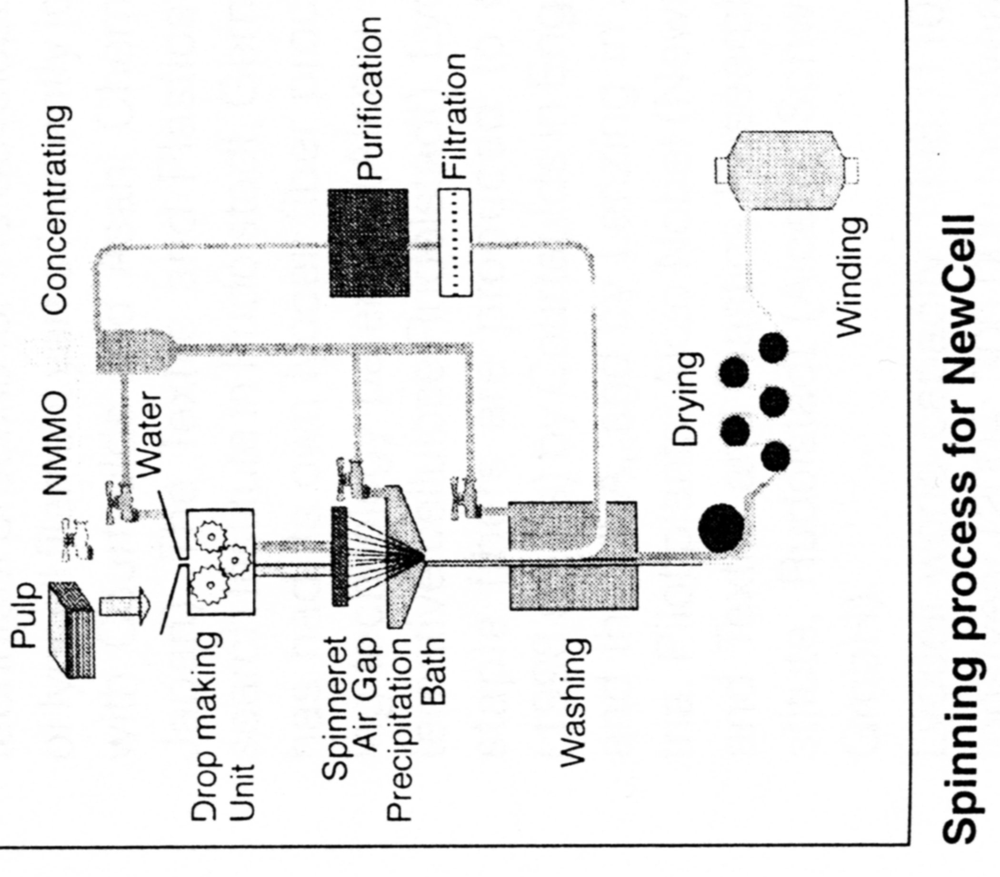 Pulp
NMMO
Concentrating
Water
Drop making
Unit
Spinneret
Air Gap
Precipitation
Bath
Purification
Filtration
Washing
Drying
Winding
Spinning process for NewCell